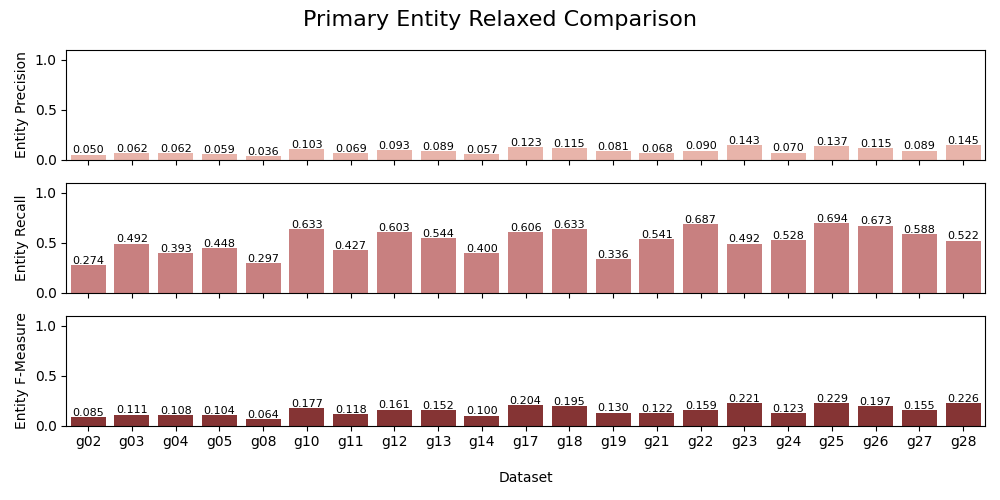 Primary Entity Relaxed Comparison
Entity Precision
1.0
0.5
0.0
0.050 0.062 0.062 0.059 0.036 0.103 0.069 0.093 0.089 0.057 0.123 0.115 0.081 0.068 0.090 0.143 0.070 0.137 0.115 0.089 0.145
Entity Recall
1.0
0.5
0.0
0.274 0.492 0.393 0.448 0.297 0.633 0.427 0.603 0.544 0.400 0.606 0.633 0.336 0.541 0.687 0.492 0.528 0.694 0.673 0.588 0.522
Entity F-Measure
1.0
0.5
0.0
0.085 0.111 0.108 0.104 0.064 0.177 0.118 0.161 0.152 0.100 0.204 0.195 0.130 0.122 0.159 0.221 0.123 0.229 0.197 0.155 0.226
g02 g03 g04 g05 g08 g10 g11 g12 g13 g14 g17 g18 g19 g21 g22 g23 g24 g25 g26 g27 g28
Dataset